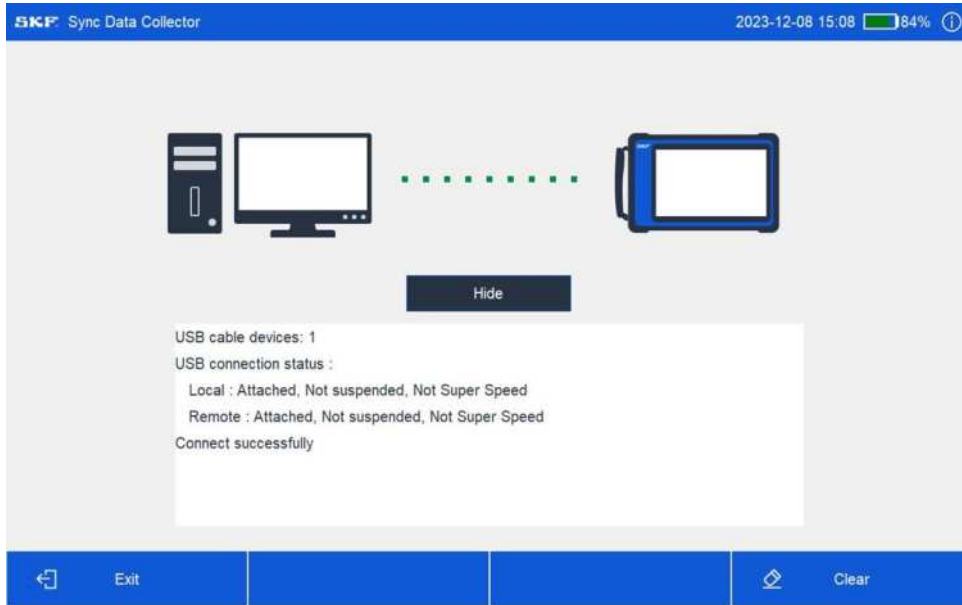 SKF. Sync Data Collector
2023-12-08 15:08 84%
Hide
USB cable devices: 1
USB connection status :
Local : Attached, Not suspended, Not Super Speed
Remote : Attached, Not suspended, Not Super Speed
Connect successfully
Exit
Clear